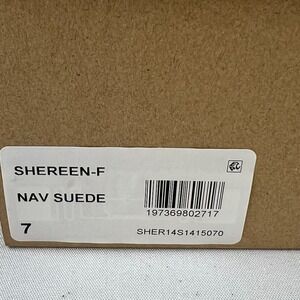 SHEREEN-F
NAV SUEDE
197369802717
7
SHER14S1415070